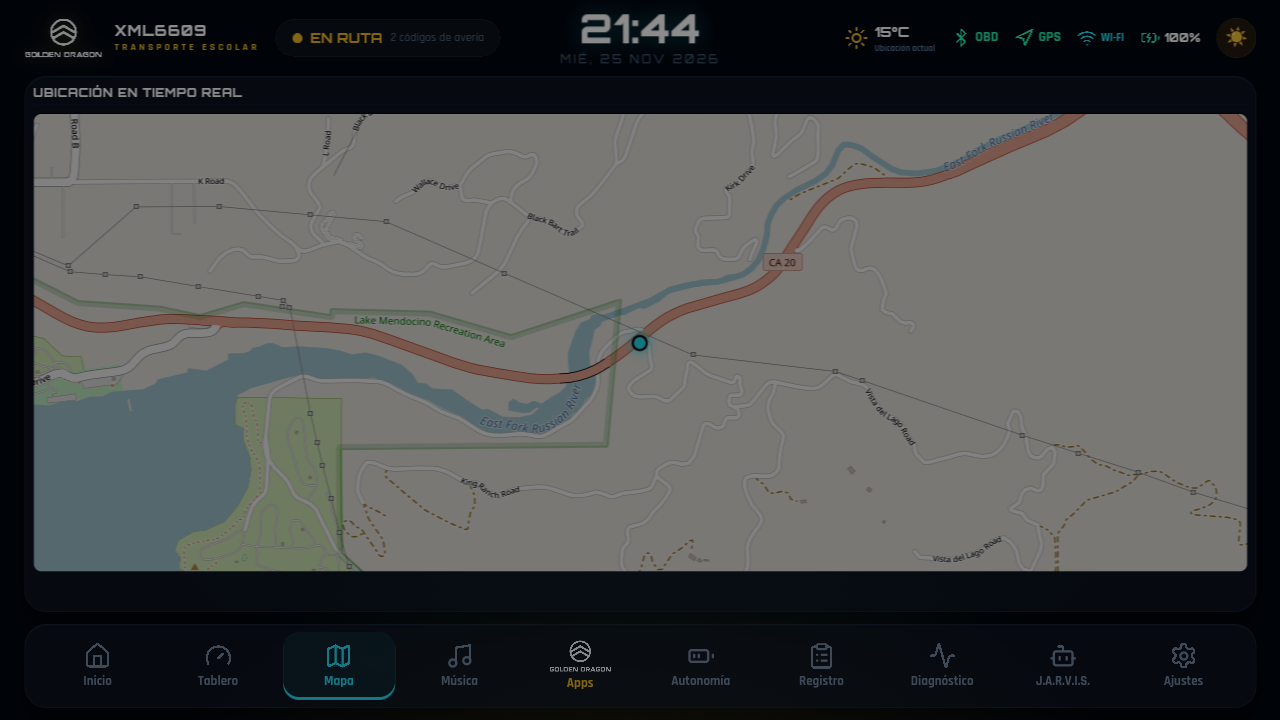 GOLDEN DRAGON
XML6609
TRANSPORTE ESCOLAR
EN RUTA
2 códigos de avería
21:44
MIÉ, 25 NOV 2026
15°C
Ubicación actual
OBD
GPS
WI-FI
100%
UBICACIÓN EN TIEMPO REAL
Road B
K Road
J Road
Black
Wallace Drive
Black Bart Trail
Kirk Drive
East Fork Russian River
CA 20
Lake Mendocino Recreation Area
Drive
East Fork Russian River
Vista del Lago Road
King Ranch Road
Vista del Lago Road
Inicio
Tablero
Mapa
Música
GOLDEN DRAGON
Apps
Autonomía
Registro
Diagnóstico
J.A.R.V.I.S.
Ajustes